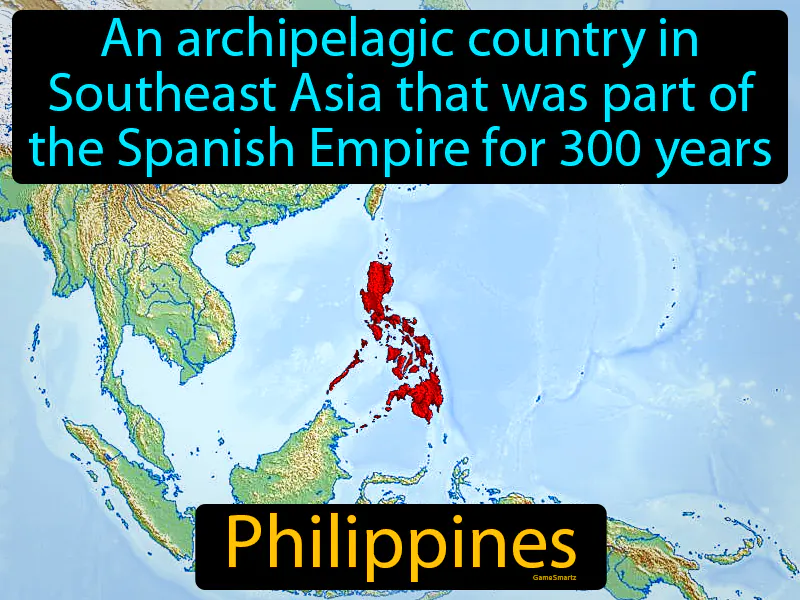 An archipelagic country in
Southeast Asia that was part of
the Spanish Empire for 300 years
Philippines
GameSmartz